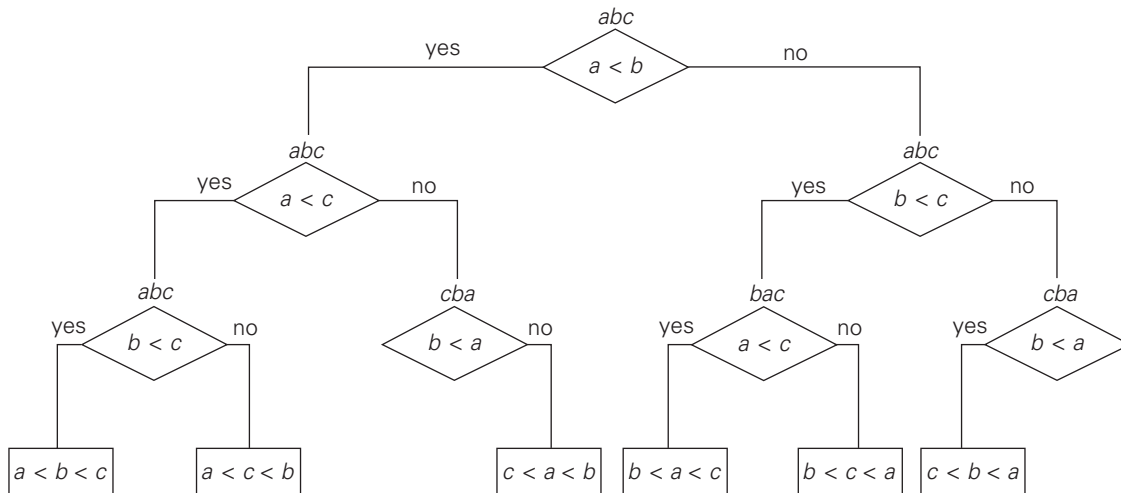 abc
yes
a < b
no
abc
abc
yes
a < c
no
yes
b < c
no
abc
cba
bac
cba
yes
b < c
no
b < a
no
yes
a < c
no
yes
b < a
a < b < c
a < c < b
c < a < b
b < a < c
b < c < a
c < b < a